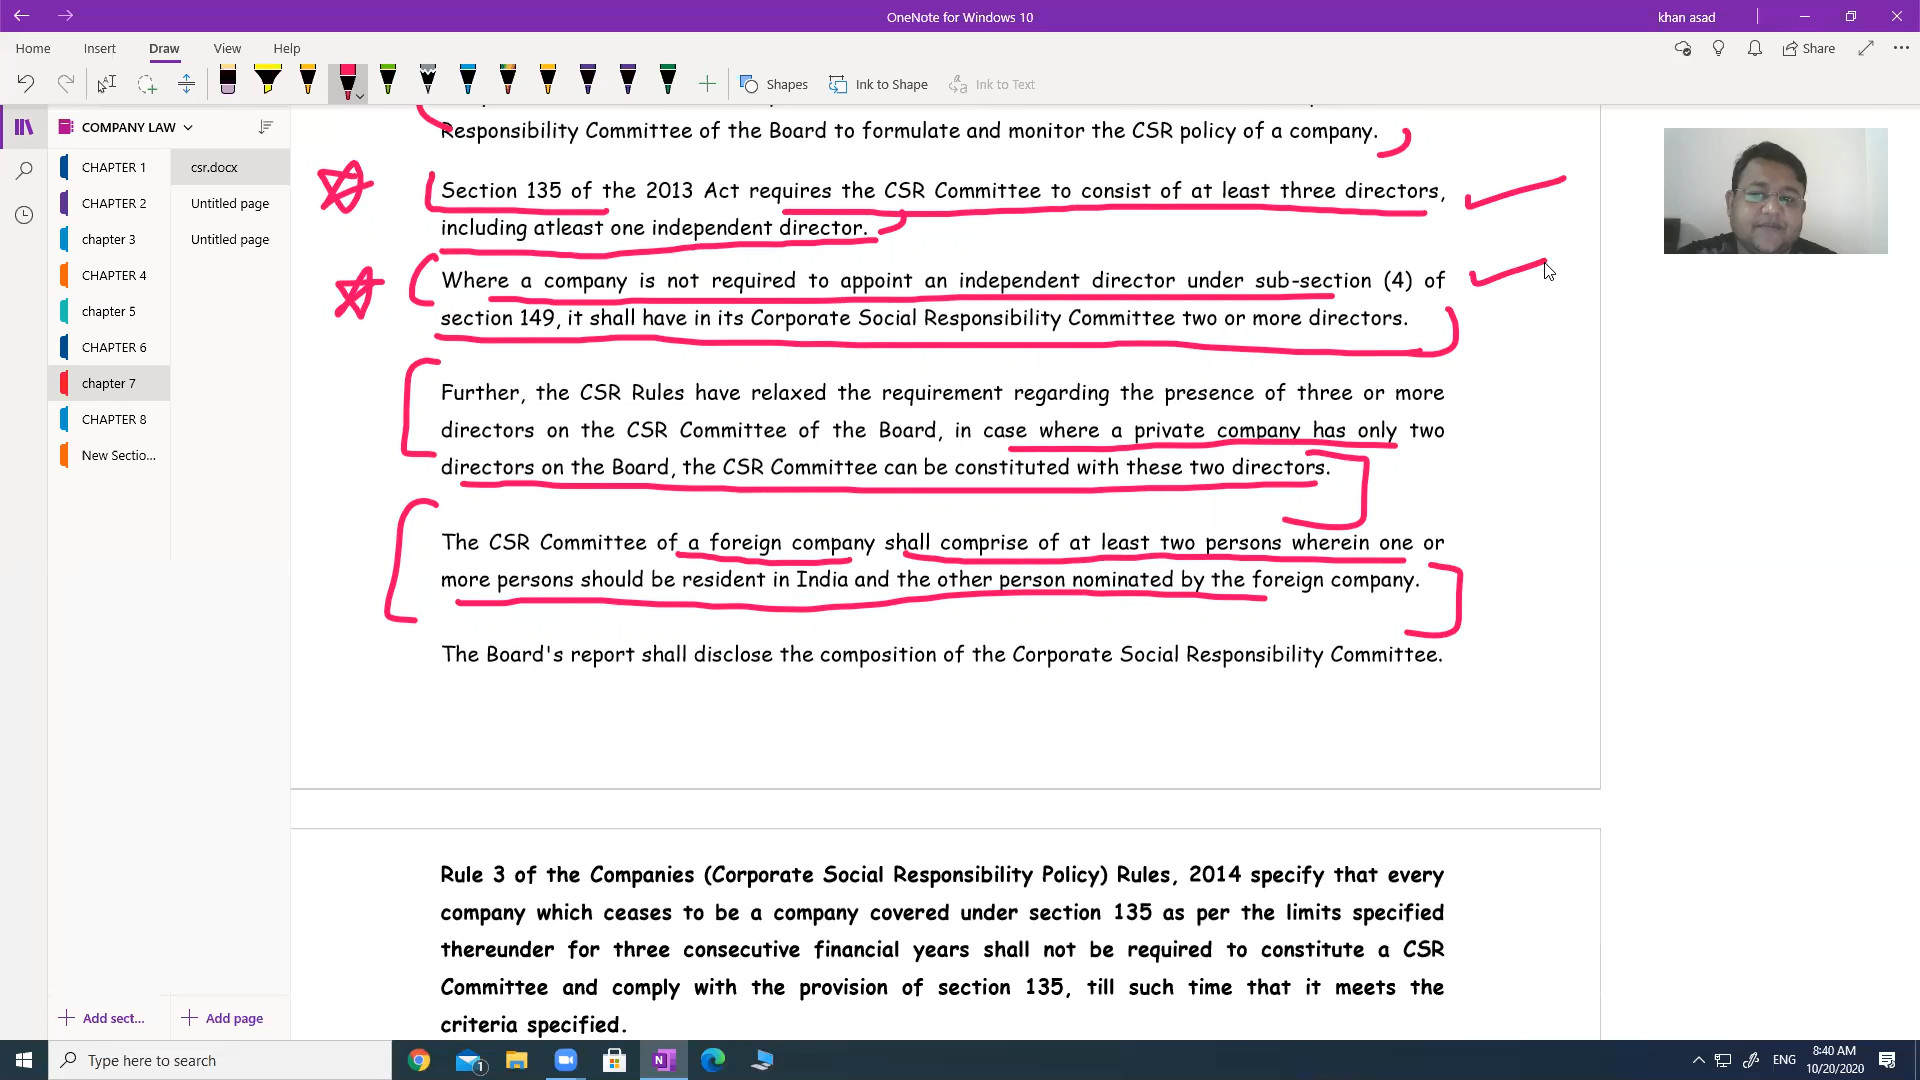 OneNote for Windows 10
khan asad
Home Insert Draw View Help
Share
Shapes Ink to Shape Ink to Text
COMPANY LAW
CHAPTER 1
CHAPTER 2
chapter 3
CHAPTER 4
chapter 5
CHAPTER 6
chapter 7
CHAPTER 8
New Sectio...
csr.docx
Untitled page
Untitled page
Responsibility Committee of the Board to formulate and monitor the CSR policy of a company.
Section 135 of the 2013 Act requires the CSR Committee to consist of at least three directors,
including atleast one independent director.
Where a company is not required to appoint an independent director under sub-section (4) of
section 149, it shall have in its Corporate Social Responsibility Committee two or more directors.
Further, the CSR Rules have relaxed the requirement regarding the presence of three or more
directors on the CSR Committee of the Board, in case where a private company has only two
directors on the Board, the CSR Committee can be constituted with these two directors.
The CSR Committee of a foreign company shall comprise of at least two persons wherein one or
more persons should be resident in India and the other person nominated by the foreign company.
The Board's report shall disclose the composition of the Corporate Social Responsibility Committee.
Rule 3 of the Companies (Corporate Social Responsibility Policy) Rules, 2014 specify that every
company which ceases to be a company covered under section 135 as per the limits specified
thereunder for three consecutive financial years shall not be required to constitute a CSR
Committee and comply with the provision of section 135, till such time that it meets the
criteria specified.
Add sect... Add page
Type here to search
1
N
ENG
8:40 AM
10/20/2020